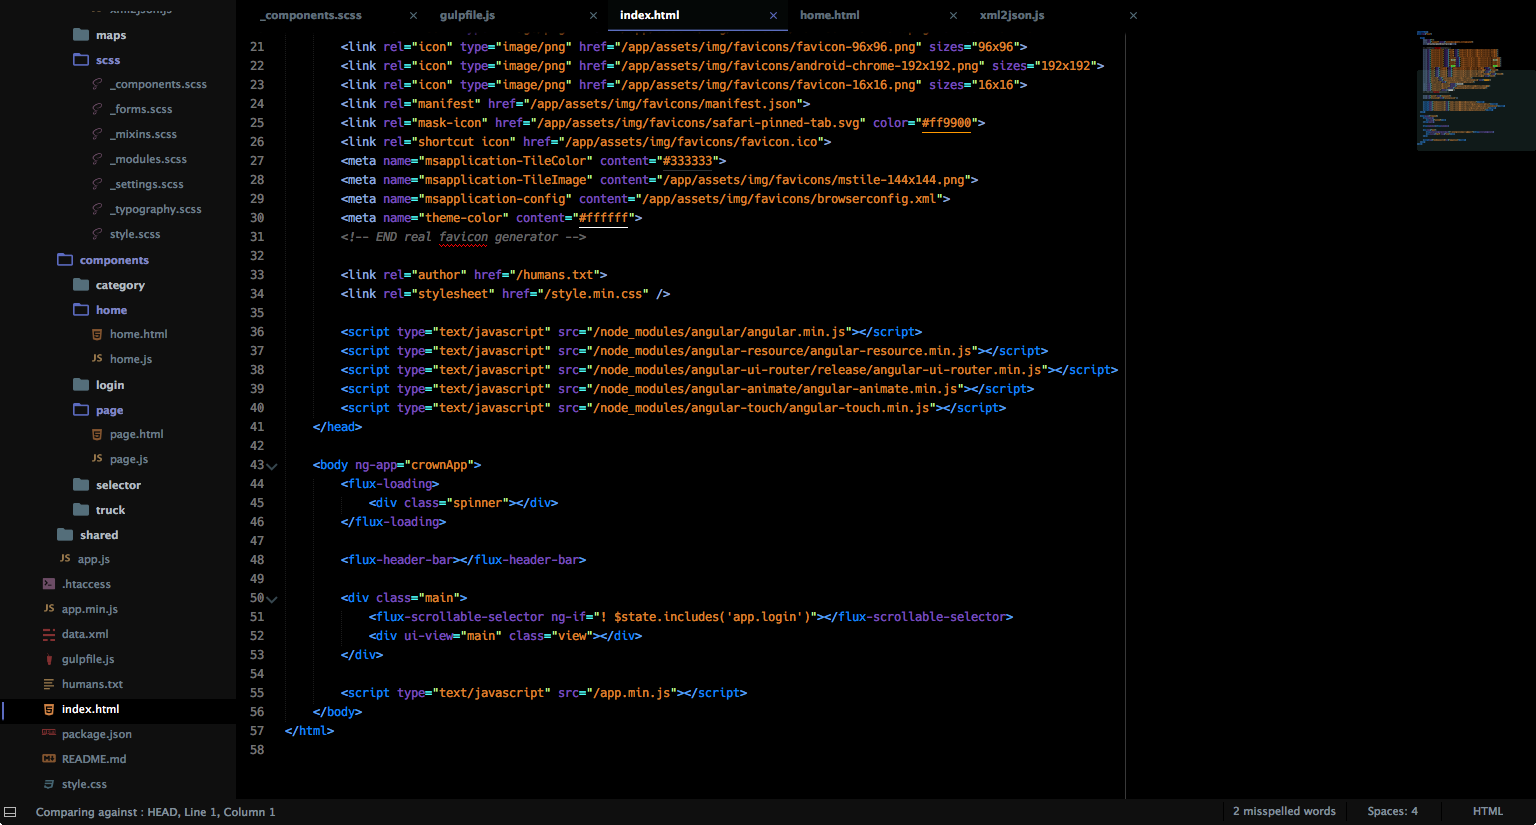 maps
scss
_components.scss
_forms.scss
_mixins.scss
_modules.scss
_settings.scss
_typography.scss
style.scss
components
category
home
home.html
JS home.js
login
page
page.html
JS page.js
selector
truck
shared
JS app.js
.htaccess
JS app.min.js
data.xml
gulpfile.js
humans.txt
index.html
package.json
README.md
style.css
_components.scss × gulpfile.js × index.html × home.html × xml2json.js ×
21 <link rel="icon" type="image/png" href="/app/assets/img/favicons/favicon-96x96.png" sizes="96x96">
22 <link rel="icon" type="image/png" href="/app/assets/img/favicons/android-chrome-192x192.png" sizes="192x192">
23 <link rel="icon" type="image/png" href="/app/assets/img/favicons/favicon-16x16.png" sizes="16x16">
24 <link rel="manifest" href="/app/assets/img/favicons/manifest.json">
25 <link rel="mask-icon" href="/app/assets/img/favicons/safari-pinned-tab.svg" color="#ff9900">
26 <link rel="shortcut icon" href="/app/assets/img/favicons/favicon.ico">
27 <meta name="msapplication-TileColor" content="#333333">
28 <meta name="msapplication-TileImage" content="/app/assets/img/favicons/mstile-144x144.png">
29 <meta name="msapplication-config" content="/app/assets/img/favicons/browserconfig.xml">
30 <meta name="theme-color" content="#ffffff">
31 <!-- END real favicon generator -->
32
33 <link rel="author" href="/humans.txt">
34 <link rel="stylesheet" href="/style.min.css" />
35
36 <script type="text/javascript" src="/node_modules/angular/angular.min.js"></script>
37 <script type="text/javascript" src="/node_modules/angular-resource/angular-resource.min.js"></script>
38 <script type="text/javascript" src="/node_modules/angular-ui-router/release/angular-ui-router.min.js"></script>
39 <script type="text/javascript" src="/node_modules/angular-animate/angular-animate.min.js"></script>
40 <script type="text/javascript" src="/node_modules/angular-touch/angular-touch.min.js"></script>
41 </head>
42
43 <body ng-app="crownApp">
44 <flux-loading>
45 <div class="spinner"></div>
46 </flux-loading>
47
48 <flux-header-bar></flux-header-bar>
49
50 <div class="main">
51 <flux-scrollable-selector ng-if="! $state.includes('app.login')"></flux-scrollable-selector>
52 <div ui-view="main" class="view"></div>
53 </div>
54
55 <script type="text/javascript" src="/app.min.js"></script>
56 </body>
57 </html>
58
Comparing against : HEAD, Line 1, Column 1
2 misspelled words Spaces: 4 HTML